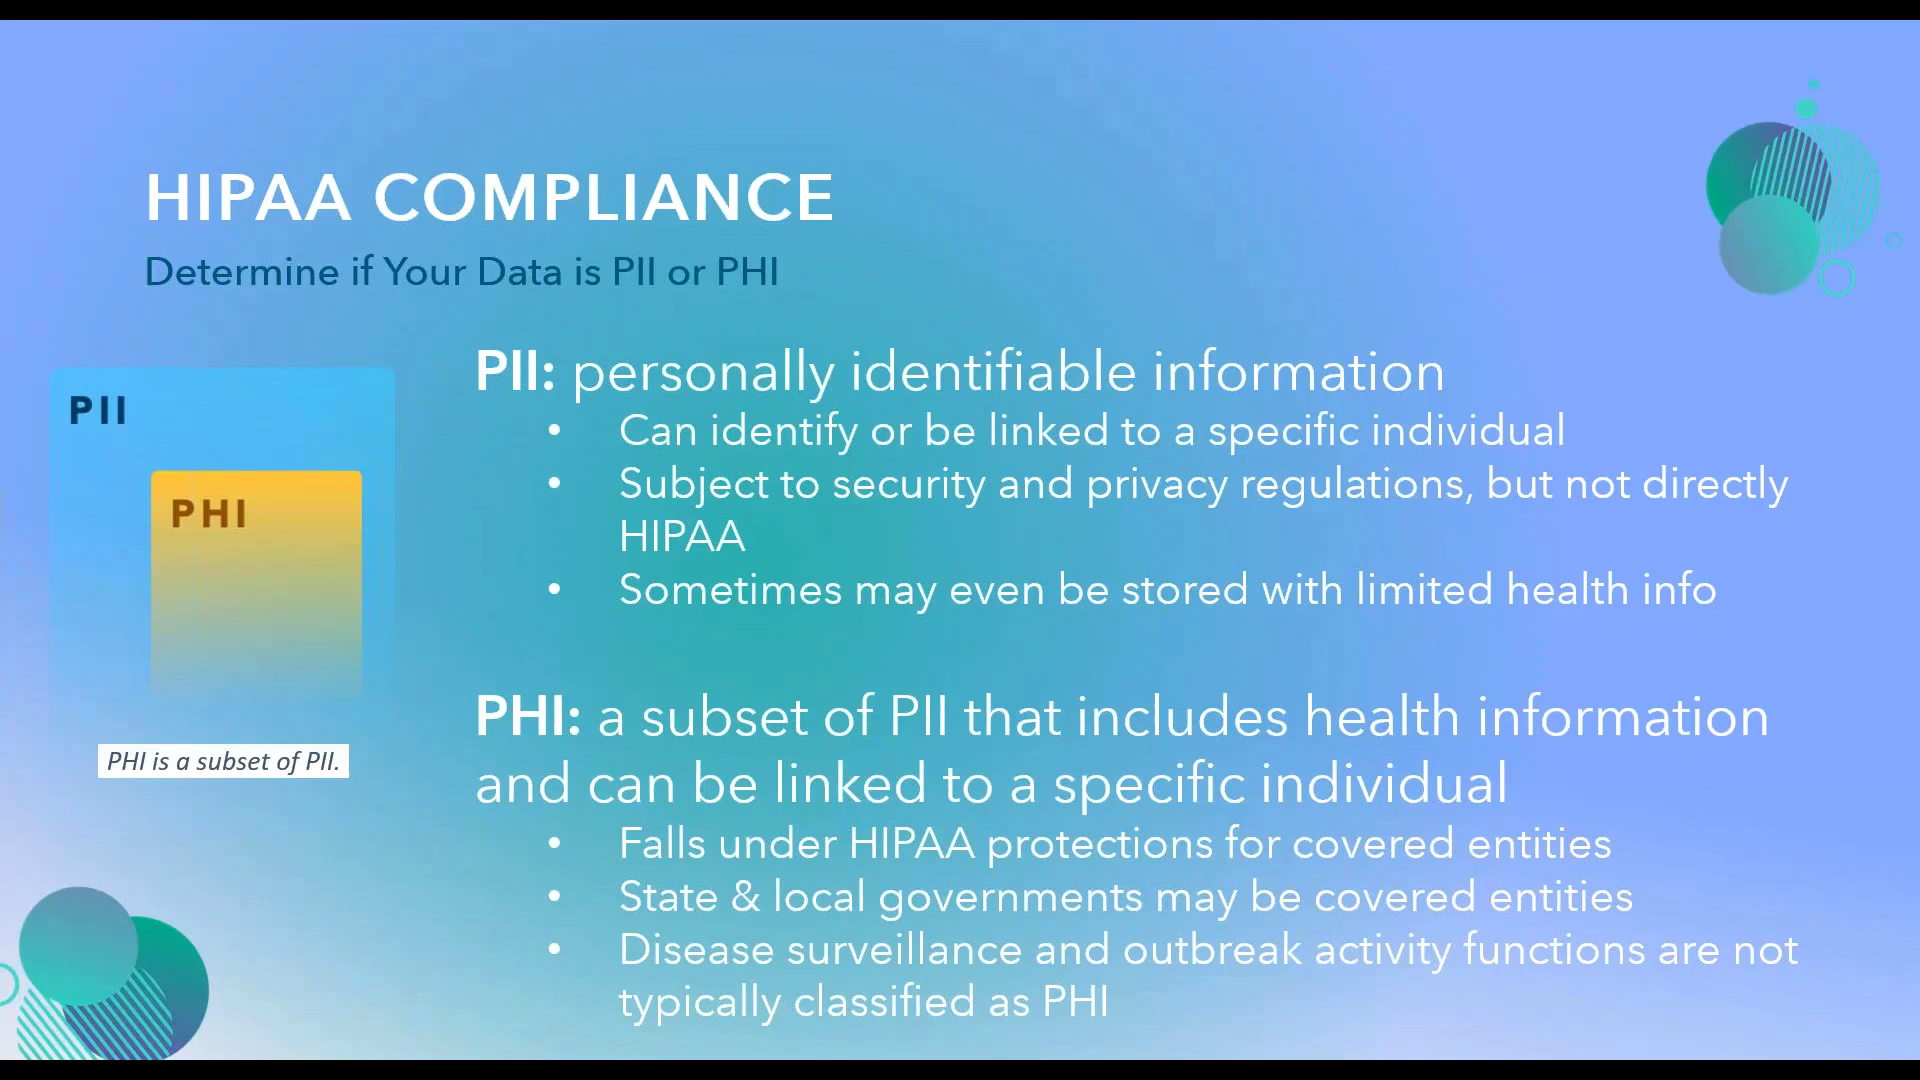 HIPAA COMPLIANCE
Determine if Your Data is PII or PHI
PII
PHI
PHI is a subset of PII.
PII: personally identifiable information
• Can identify or be linked to a specific individual
• Subject to security and privacy regulations, but not directly
HIPAA
• Sometimes may even be stored with limited health info
PHI: a subset of PII that includes health information
and can be linked to a specific individual
• Falls under HIPAA protections for covered entities
• State & local governments may be covered entities
• Disease surveillance and outbreak activity functions are not
typically classified as PHI